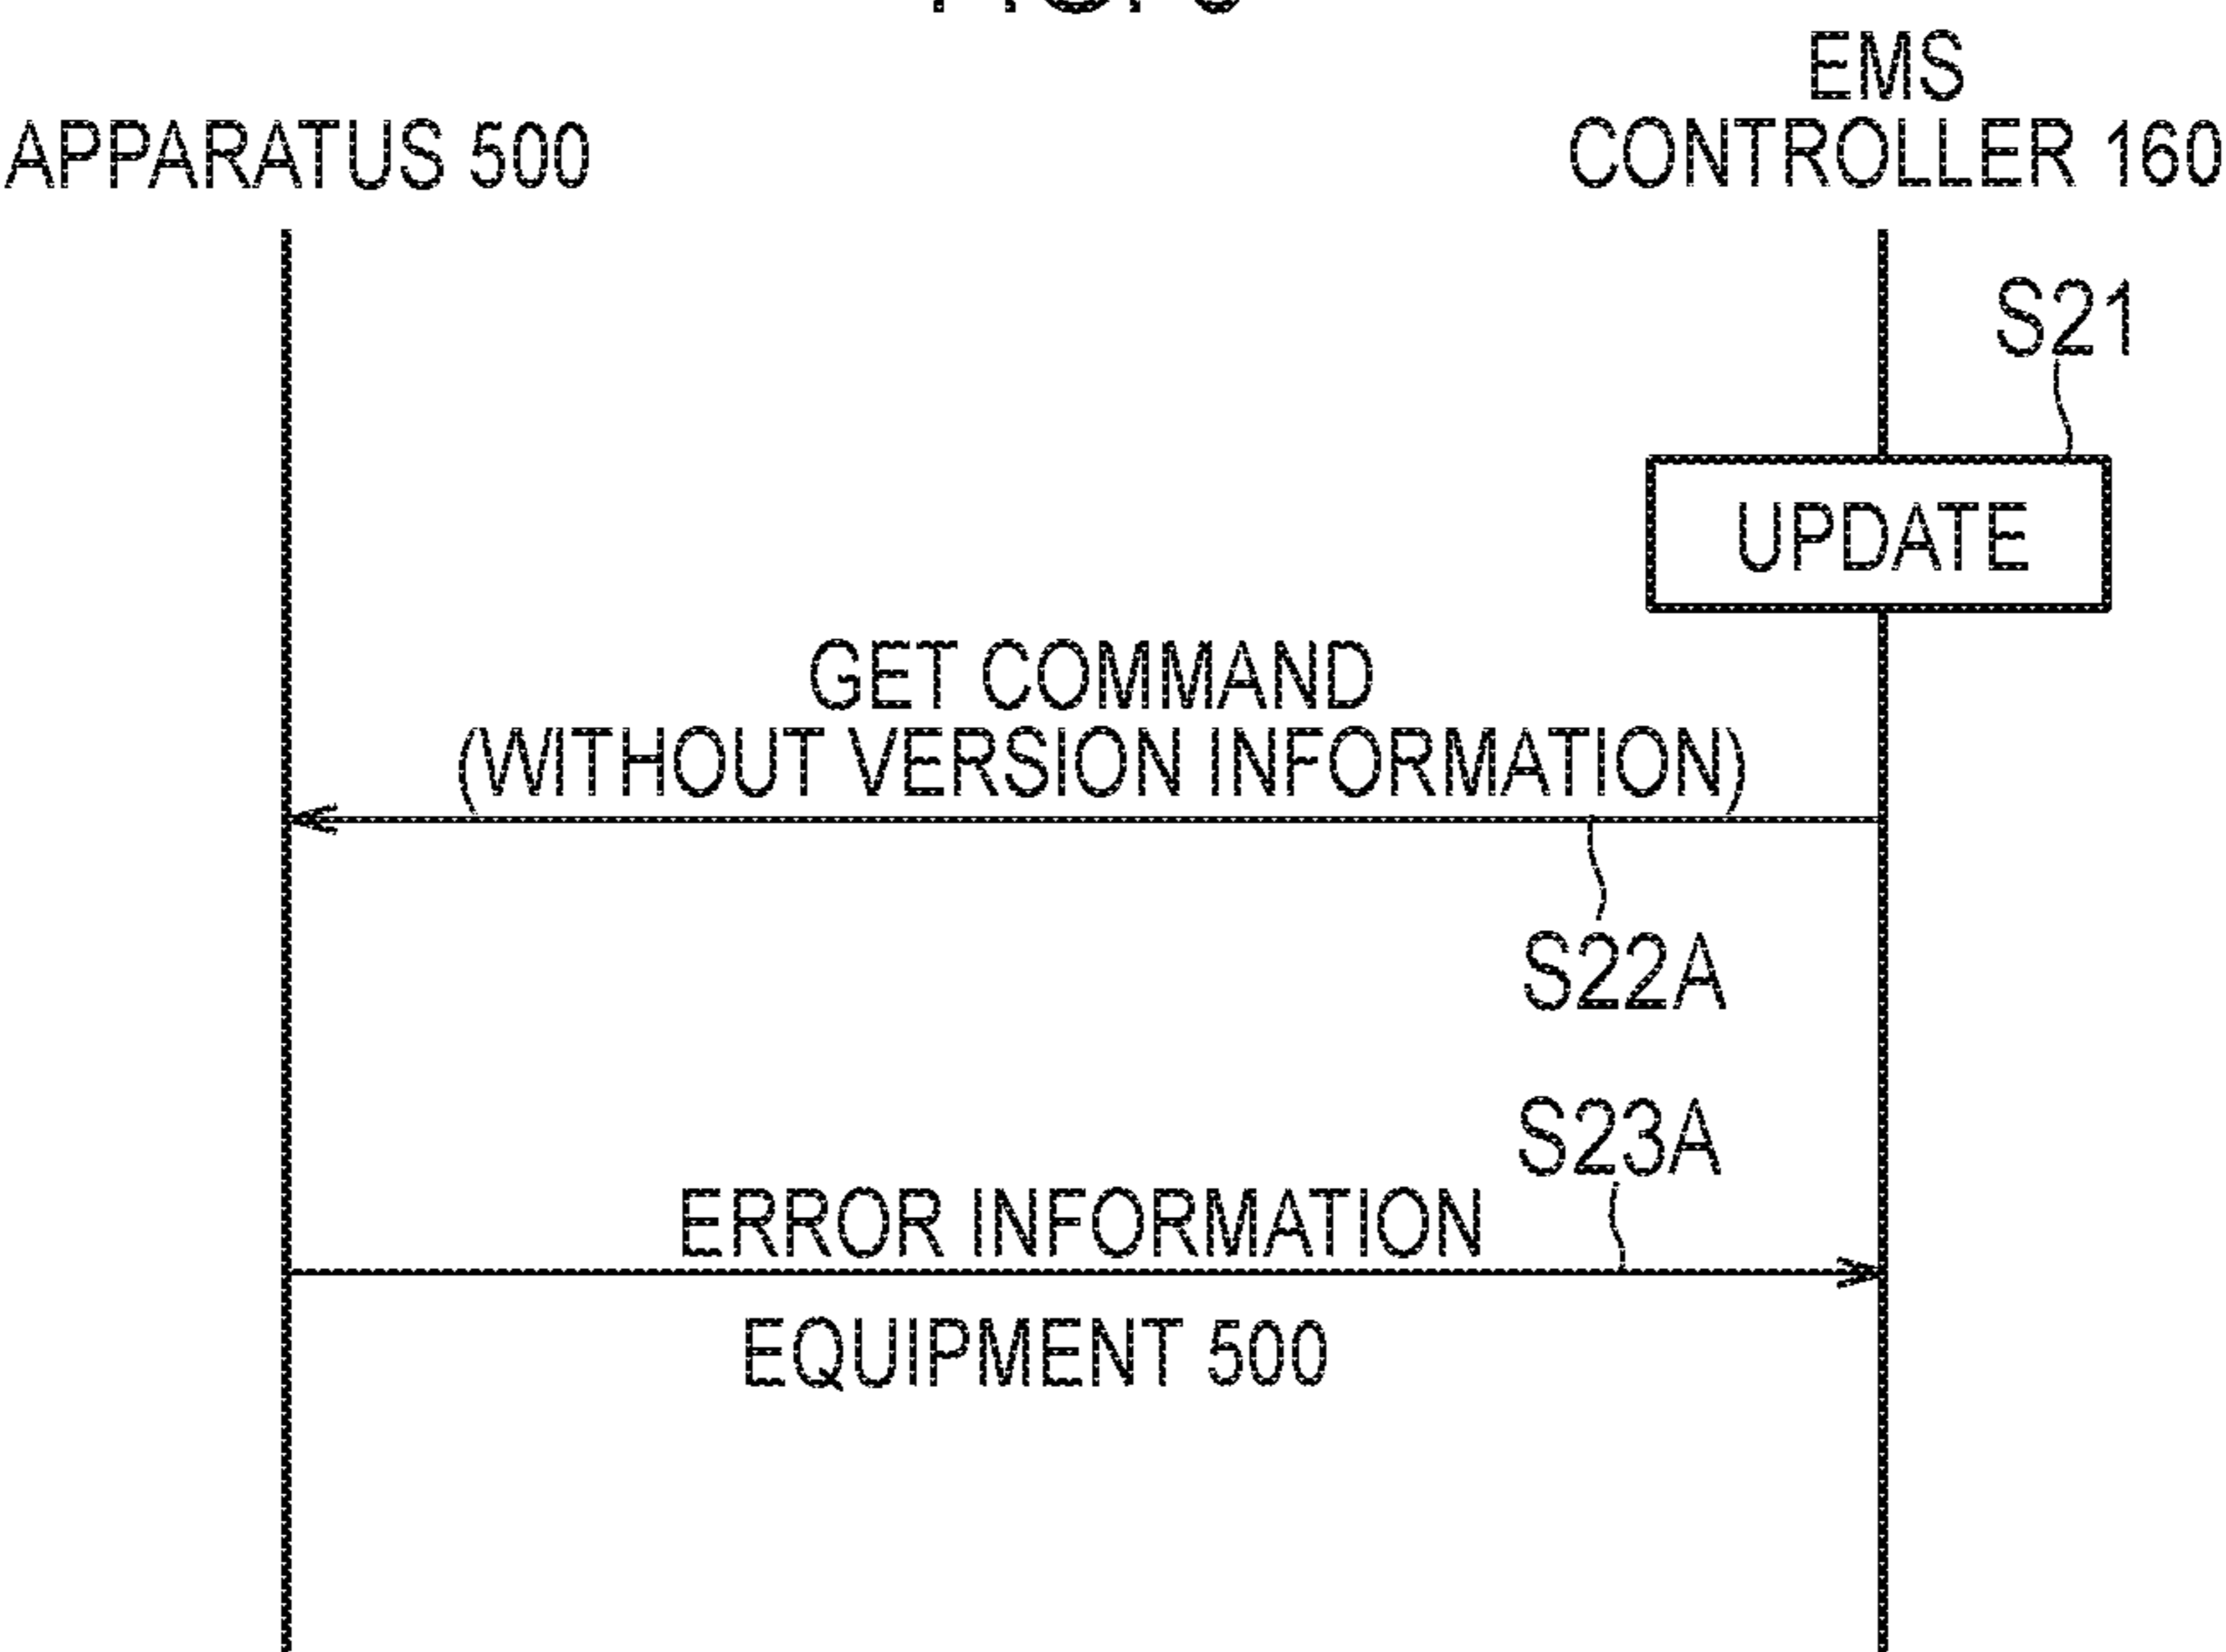 EMS
APPARATUS 500
CONTROLLER 160
S21
UPDATE
GET COMMAND
(WITHOUT VERSION INFORMATION)
S22A
S23A
ERROR INFORMATION
EQUIPMENT 500